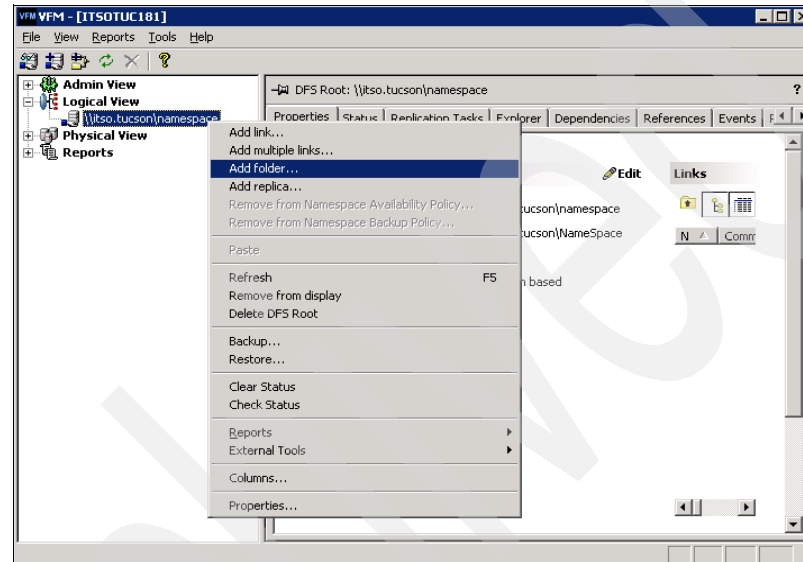 VFM VFM - [ITSOTUC181]
File View Reports Tools Help
Admin View
Logical View
\\itso.tucson\namespace
Physical View
Reports
DFS Root: \\itso.tucson\namespace
?
Properties Status Replication Tasks Explorer Dependencies References Events
Add link...
Add multiple links...
Add folder...
Add replica...
Remove from Namespace Availability Policy...
Remove from Namespace Backup Policy...
Paste
Refresh F5
Remove from display
Delete DFS Root
Backup...
Restore...
Clear Status
Check Status
Reports
External Tools
Columns...
Properties...
Edit
Links
ucson\namespace
ucson\NameSpace
N Comm
n based